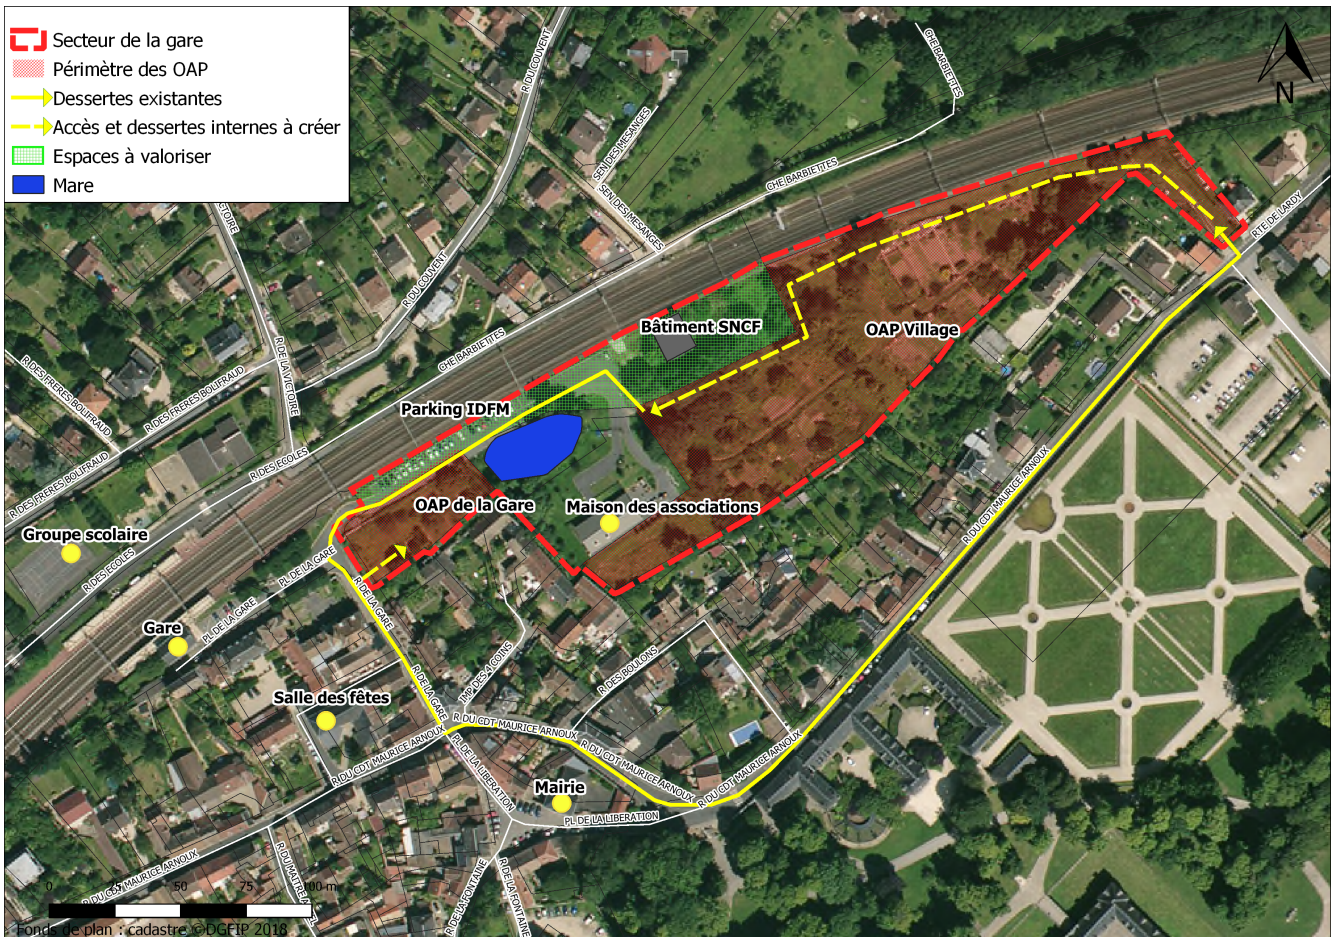 Secteur de la gare
Périmètre des OAP
Dessertes existantes
Accès et dessertes internes à créer
Espaces à valoriser
Mare
N
R DU COUVENT
CHE BARBIETTES
SEN DES MESANGES
SEN DES MESANGES
CHE BARBIETTES
RTE DE LARDY
R DU COUVENT
R DE LA VICTOIRE
CHE BARBIETTES
Bâtiment SNCF
OAP Village
R DES FRERES BOLIFRAUD
R DES FRERES BOLIFRAUD
Parking IDFM
R DES FRERES BOLIFRAUD
R DES ECOLES
OAP de la Gare
Maison des associations
R DU CDT MAURICE ARNOUX
Groupe scolaire
R DES ECOLES
PL DE LA GARE
PL DE LA GARE
R DE LA GARE
Gare
R DE LA GARE
IMP DES 4 COINS
R DES BOULONS
Salle des fêtes
R DU CDT MAURICE ARNOUX
R DU CDT MAURICE ARNOUX
R DU CDT MAURICE ARNOUX
R DU CDT MAURICE ARNOUX
PL DE LA LIBERATION
Mairie
PL DE LA LIBERATION
R DU CDT MAURICE ARNOUX
R DE LA FONTAINE
R DE LA FONTAINE
0 50 75
Fonds de plan : cadastre ©DGFIP 2018